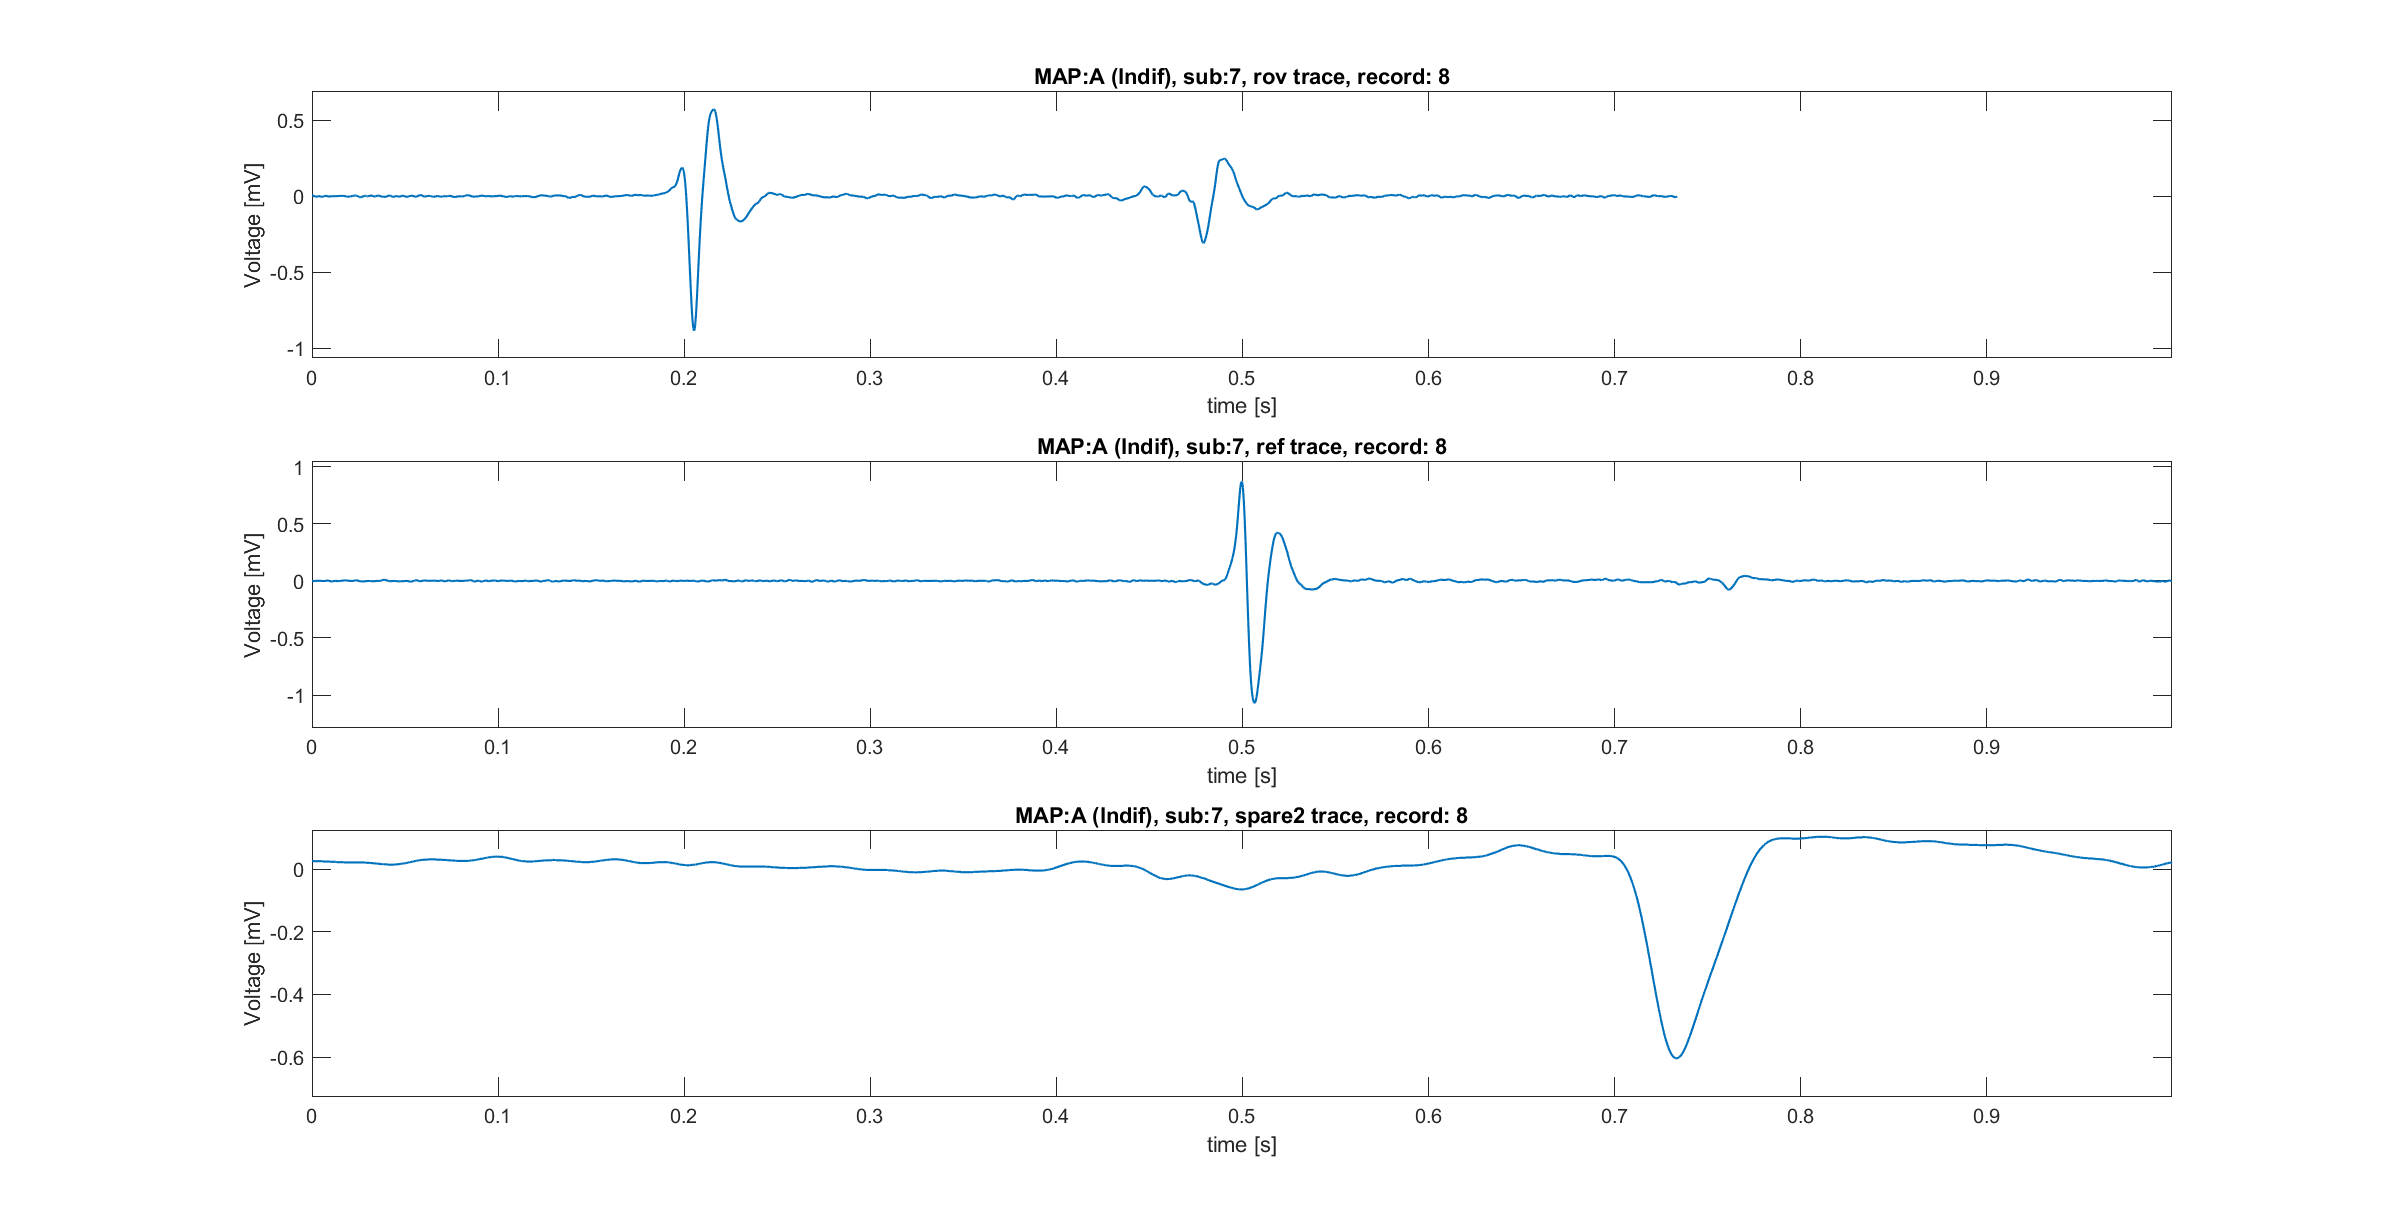 MAP:A (Indif), sub:7, rov trace, record: 8
0.5
0
-0.5
-1
Voltage [mV]
0 0.1 0.2 0.3 0.4 0.5 0.6 0.7 0.8 0.9
time [s]
MAP:A (Indif), sub:7, ref trace, record: 8
1
0.5
0
-0.5
-1
Voltage [mV]
0 0.1 0.2 0.3 0.4 0.5 0.6 0.7 0.8 0.9
time [s]
MAP:A (Indif), sub:7, spare2 trace, record: 8
0
-0.2
-0.4
-0.6
Voltage [mV]
0 0.1 0.2 0.3 0.4 0.5 0.6 0.7 0.8 0.9
time [s]